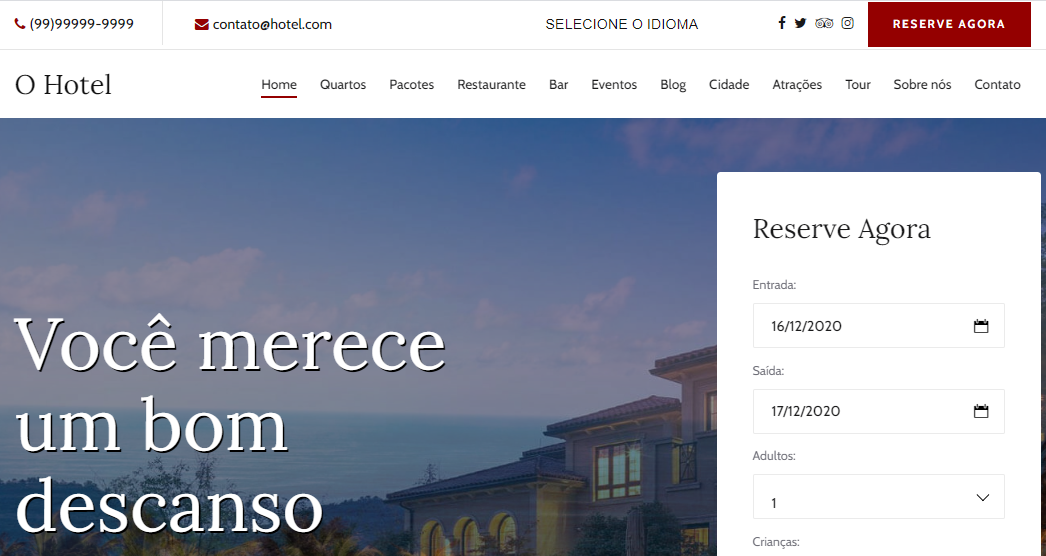 (99)99999-9999
contato@hotel.com
SELECIONE O IDIOMA
RESERVE AGORA
O Hotel
Home Quartos Pacotes Restaurante Bar Eventos Blog Cidade Atrações Tour Sobre nós Contato
Você merece
um bom
descanso
Reserve Agora
Entrada:
16/12/2020
Saída:
17/12/2020
Adultos:
1
Crianças: